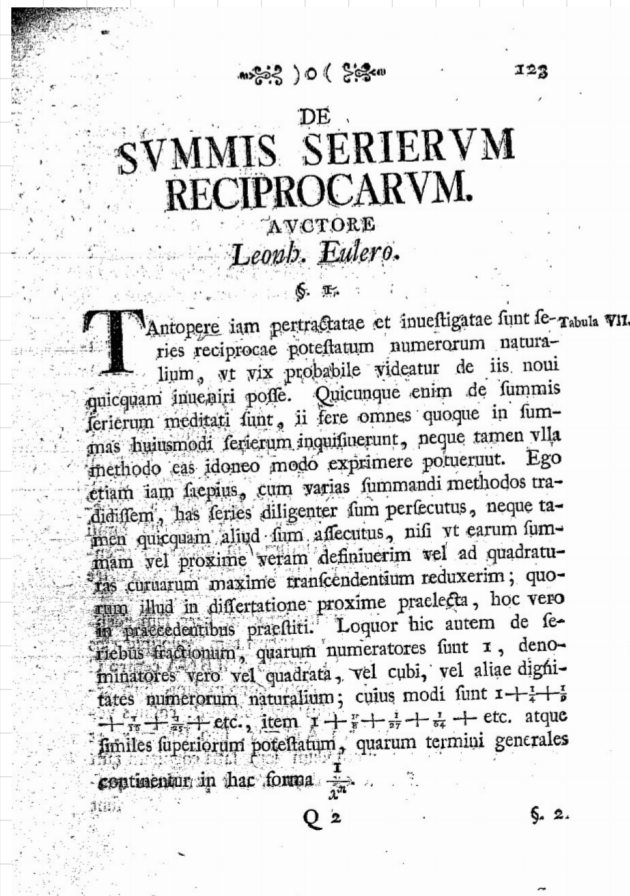 ) o (
123
DE
SVMMIS SERIERVM
RECIPROCARVM.
AVCTORE
Leonh. Eulero.
§. 1.
TAntopere iam pertractatae et inueſtigatae ſunt ſe-
Tabula VII.
ries reciprocae poteſtatum numerorum natura-
lium, vt vix probabile videatur de iis noui
quicquam inueniri poſſe. Quicunque enim de ſummis
ſerierum meditati ſunt, ii fere omnes quoque in ſum-
mas huiusmodi ſerierum inquiſiuerunt, neque tamen vlla
methodo eas idoneo modo exprimere potuerunt. Ego
etiam iam ſaepius, cum varias ſummandi methodos tra-
didiſſem, has ſeries diligenter ſum perſecutus, neque ta-
men quicquam aliud ſum aſſecutus, niſi vt earum ſum-
mam vel proxime veram definiuerim vel ad quadratu-
ras curuarum maxime tranſcendentium reduxerim; quo-
rum illud in diſſertatione proxime praelecta, hoc vero
in praecedentibus praeſtiti. Loquor hic autem de ſe-
riebus fractionum, quarum numeratores ſunt 1, deno-
minatores vero vel quadrata, vel cubi, vel aliae digni-
tates numerorum naturalium; cuius modi ſunt 1+1/4+1/9
+1/16+1/25+etc., item 1+1/8+1/27+1/64+etc. atque
ſimiles ſuperiorum poteſtatum, quarum termini generales
continentur in hac forma 1/xⁿ.
Q 2
§. 2.